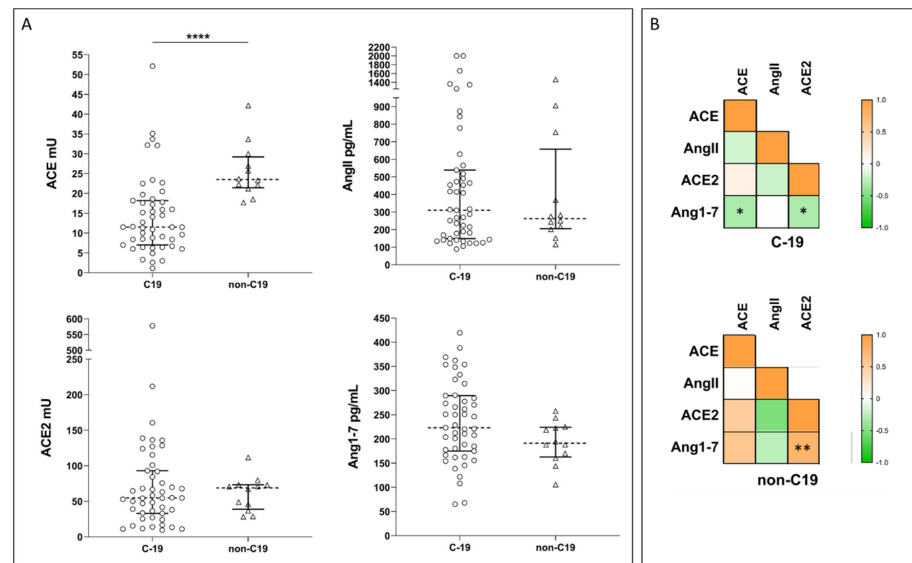 A
****
ACE mU
55
50
45
40
35
30
25
20
15
10
5
0
C19
non-C19
AngII pg/mL
2200
2000
1800
1600
1400
1200
1000
900
750
600
450
400
300
200
100
0
C-19
non-C19
ACE2 mU
600
550
500
250
200
150
100
50
0
C-19
non-C19
Ang1-7 pg/mL
450
400
350
300
250
200
150
100
50
0
C-19
non-C19
B
ACE
AngII
ACE2
ACE
AngII
ACE2
Ang1-7
*
*
C-19
1.0
0.5
0
-0.5
-1.0
ACE
AngII
ACE2
ACE
AngII
ACE2
Ang1-7
**
non-C19
1.0
0.5
0
-0.5
-1.0